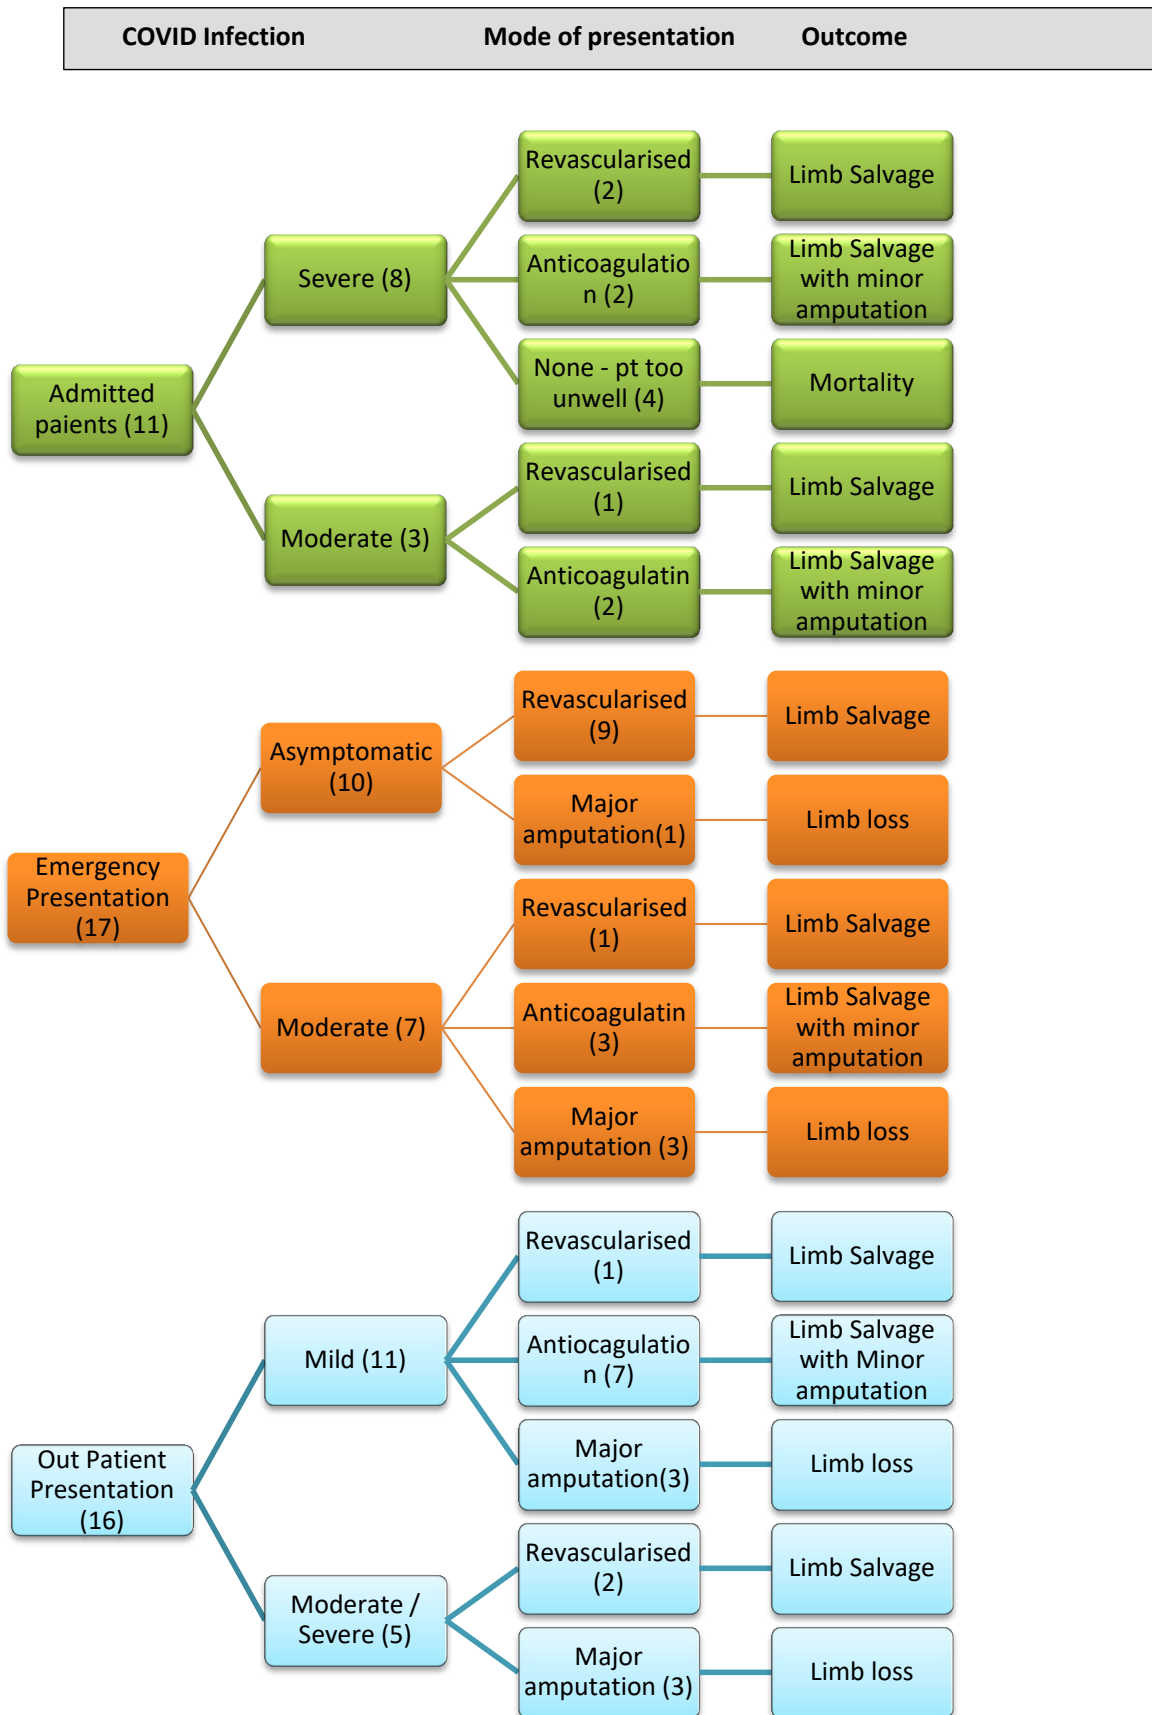 COVID Infection Mode of presentation Outcome
Admitted
paients (11)
Severe (8)
Revascularised
(2)
Limb Salvage
Anticoagulatio
n (2)
Limb Salvage
with minor
amputation
None - pt too
unwell (4)
Mortality
Moderate (3)
Revascularised
(1)
Limb Salvage
Anticoagulatin
(2)
Limb Salvage
with minor
amputation
Emergency
Presentation
(17)
Asymptomatic
(10)
Revascularised
(9)
Limb Salvage
Major
amputation(1)
Limb loss
Moderate (7)
Revascularised
(1)
Limb Salvage
Anticoagulatin
(3)
Limb Salvage
with minor
amputation
Major
amputation (3)
Limb loss
Out Patient
Presentation
(16)
Mild (11)
Revascularised
(1)
Limb Salvage
Antiocagulatio
n (7)
Limb Salvage
with Minor
amputation
Major
amputation(3)
Limb loss
Moderate /
Severe (5)
Revascularised
(2)
Limb Salvage
Major
amputation (3)
Limb loss